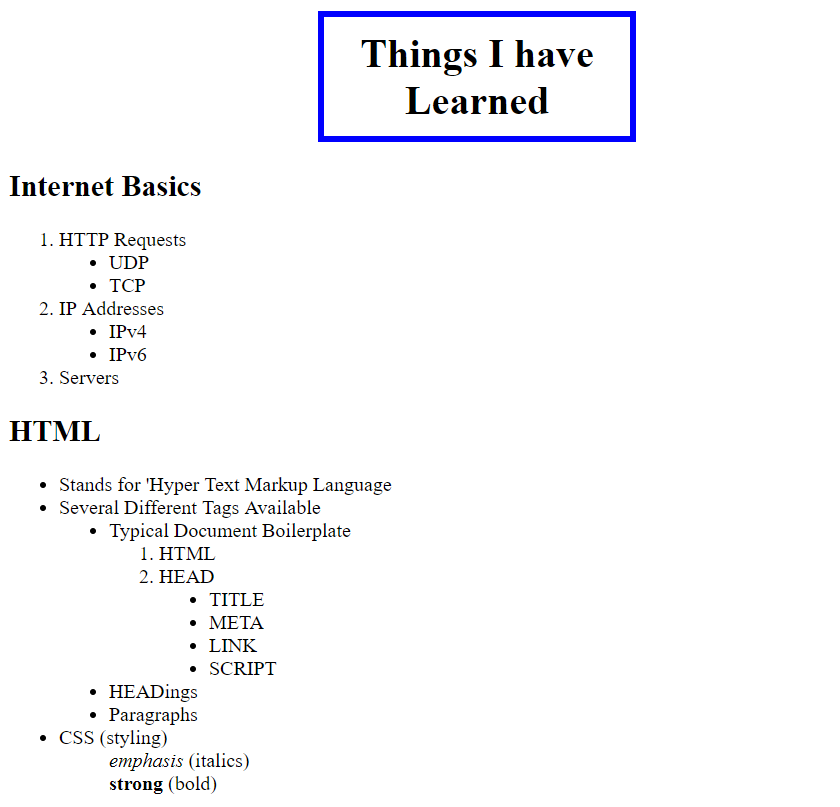 Things I have
Learned
Internet Basics
1. HTTP Requests
• UDP
• TCP
2. IP Addresses
• IPv4
• IPv6
3. Servers
HTML
• Stands for 'Hyper Text Markup Language
• Several Different Tags Available
• Typical Document Boilerplate
1. HTML
2. HEAD
• TITLE
• META
• LINK
• SCRIPT
• HEADings
• Paragraphs
• CSS (styling)
emphasis (italics)
strong (bold)